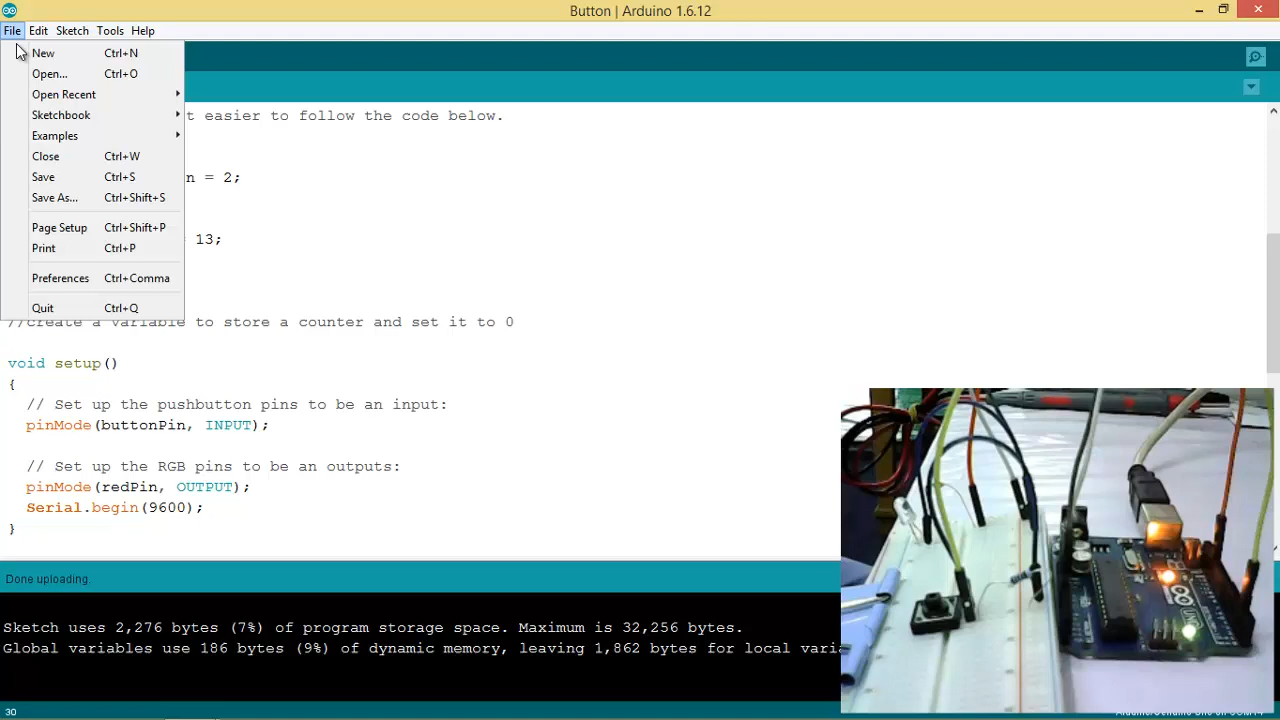 Button | Arduino 1.6.12
File Edit Sketch Tools Help
New Ctrl+N
Open... Ctrl+O
Open Recent
Sketchbook
Examples
Close Ctrl+W
Save Ctrl+S
Save As... Ctrl+Shift+S
Page Setup Ctrl+Shift+P
Print Ctrl+P
Preferences Ctrl+Comma
Quit Ctrl+Q
t easier to follow the code below.
n = 2;
= 13;
//create a variable to store a counter and set it to 0
void setup()
{
// Set up the pushbutton pins to be an input:
pinMode(buttonPin, INPUT);
// Set up the RGB pins to be an outputs:
pinMode(redPin, OUTPUT);
Serial.begin(9600);
}
Done uploading.
Sketch uses 2,276 bytes (7%) of program storage space. Maximum is 32,256 bytes.
Global variables use 186 bytes (9%) of dynamic memory, leaving 1,862 bytes for local varia
30